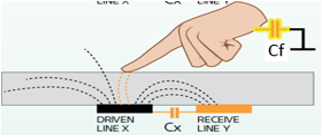 LINE X Cx LINE Y
Cf
DRIVEN RECEIVE
LINE X Cx LINE Y